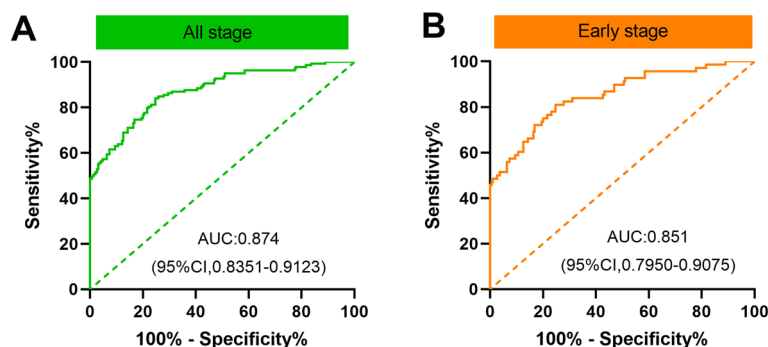 A
All stage
100
80
60
40
20
0
Sensitivity%
AUC:0.874
(95%CI,0.8351-0.9123)
0 20 40 60 80 100
100% - Specificity%
B
Early stage
100
80
60
40
20
0
Sensitivity%
AUC:0.851
(95%CI,0.7950-0.9075)
0 20 40 60 80 100
100% - Specificity%